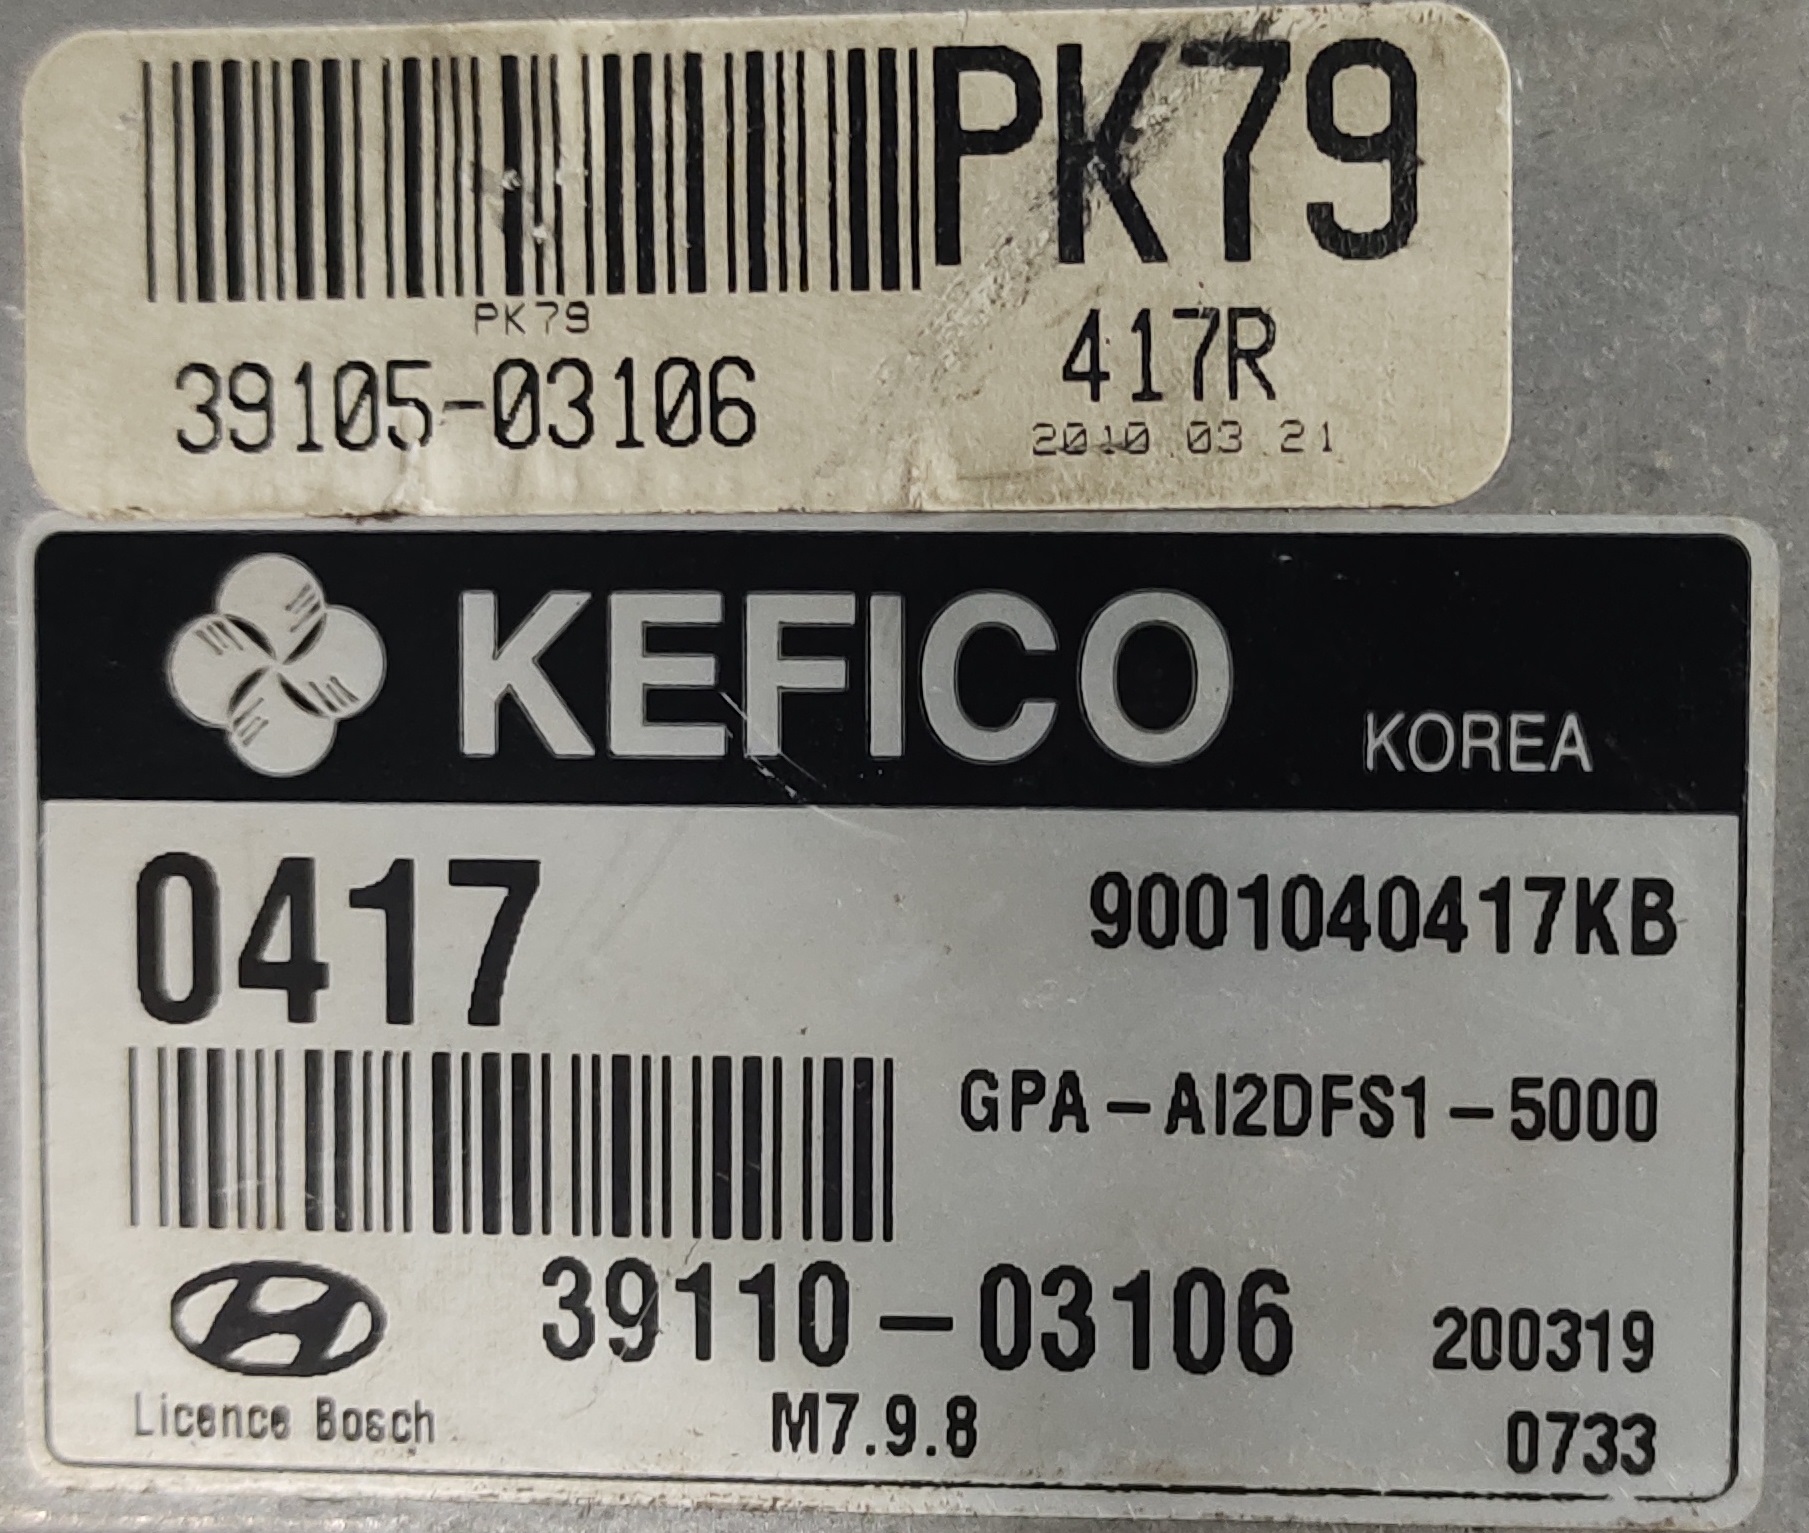 PK79
PK79
39105-03106
417R
2010.03.21
KEFICO KOREA
0417
9001040417KB
GPA-AI2DFS1-5000
39110-03106
200319
Licence Bosch
M7.9.8
0733